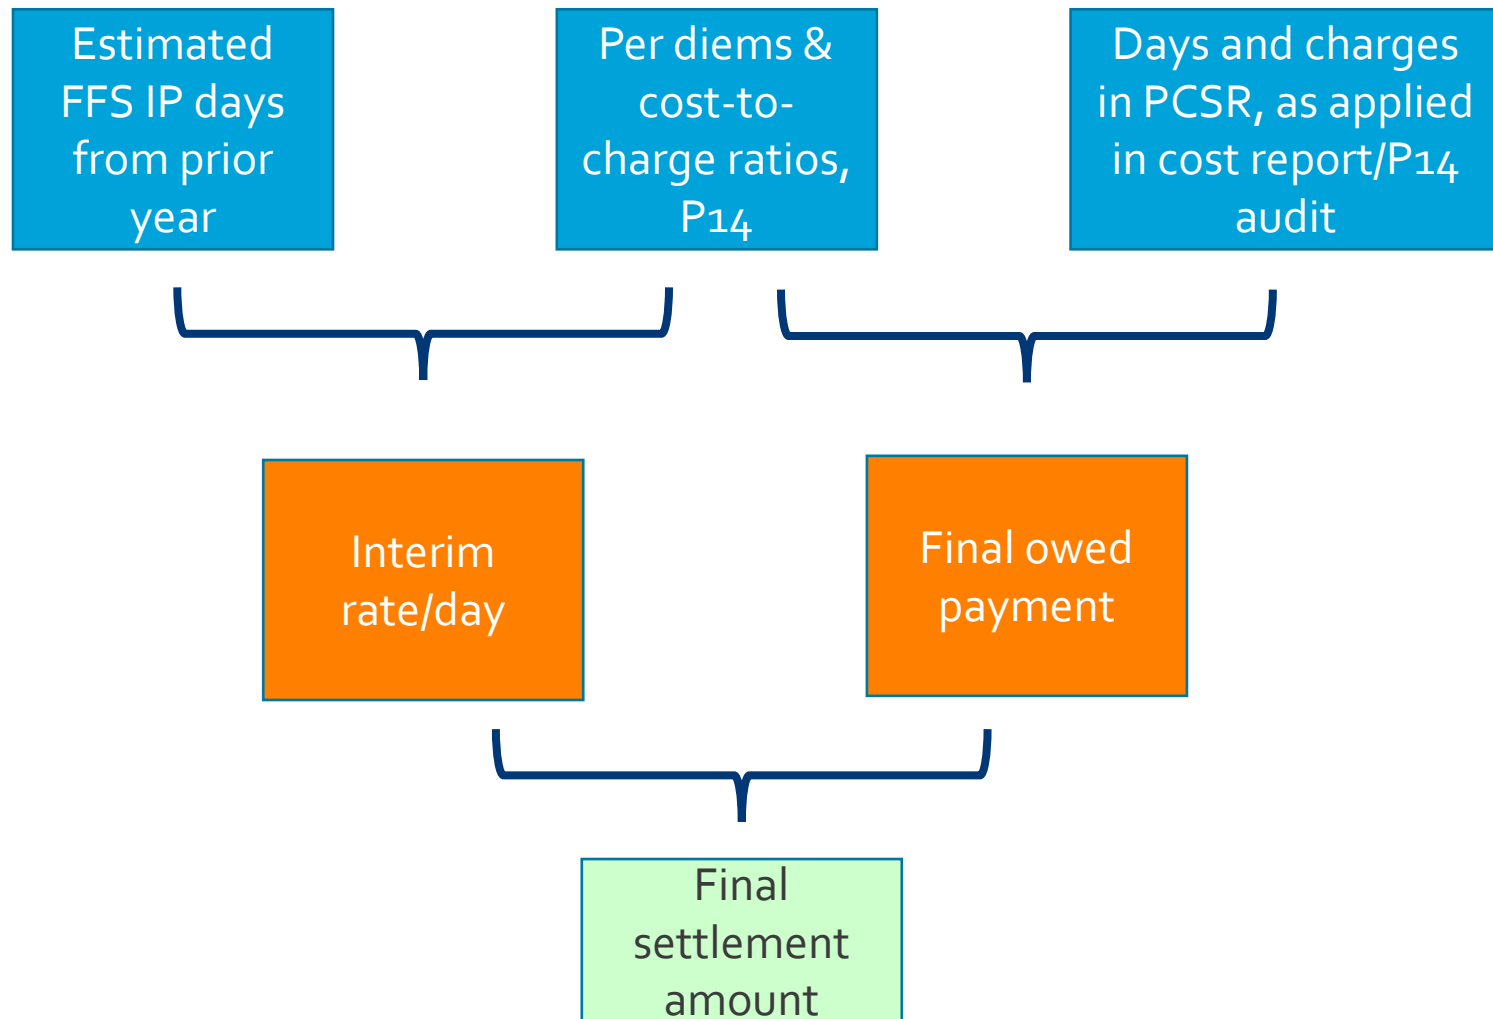 Estimated
FFS IP days
from prior
year
Per diems &
cost-to-
charge ratios,
P14
Days and charges
in PCSR, as applied
in cost report/P14
audit
Interim
rate/day
Final owed
payment
Final
settlement
amount